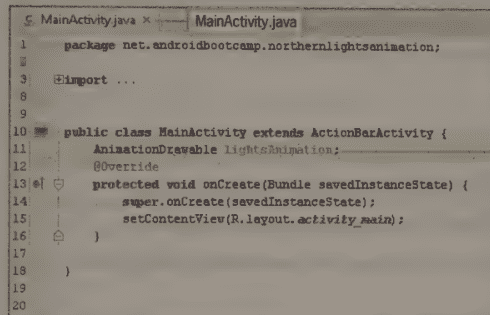 MainActivity.java × MainActivity.java
1 package net.androidbootcamp.northernlightsanimation;
3 import ...
8
9
10 public class MainActivity extends ActionBarActivity {
11 AnimationDrawable lightsAnimation;
12 @Override
13 protected void onCreate(Bundle savedInstanceState) {
14 super.onCreate(savedInstanceState);
15 setContentView(R.layout.activity_main);
16 }
17
18 }
19
20